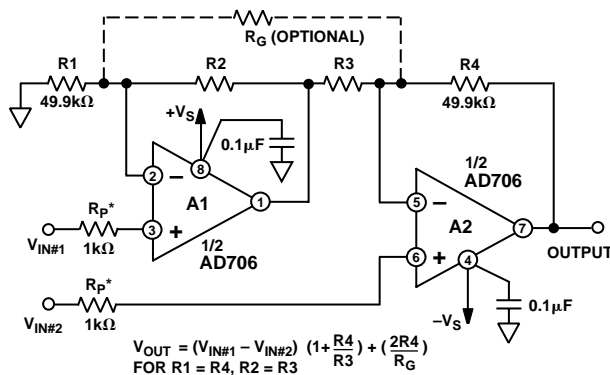 R_G (OPTIONAL)
R1
49.9kΩ
R2
R3
R4
49.9kΩ
+V_S
0.1μF
8
2
−
A1
1
3
+
1/2
AD706
R_P*
1kΩ
V_IN#1
1/2
AD706
5
−
A2
7
6
+
4
OUTPUT
R_P*
1kΩ
V_IN#2
−V_S
0.1μF
V_OUT = (V_IN#1 − V_IN#2) (1+ R4/R3) + (2R4/R_G)
FOR R1 = R4, R2 = R3